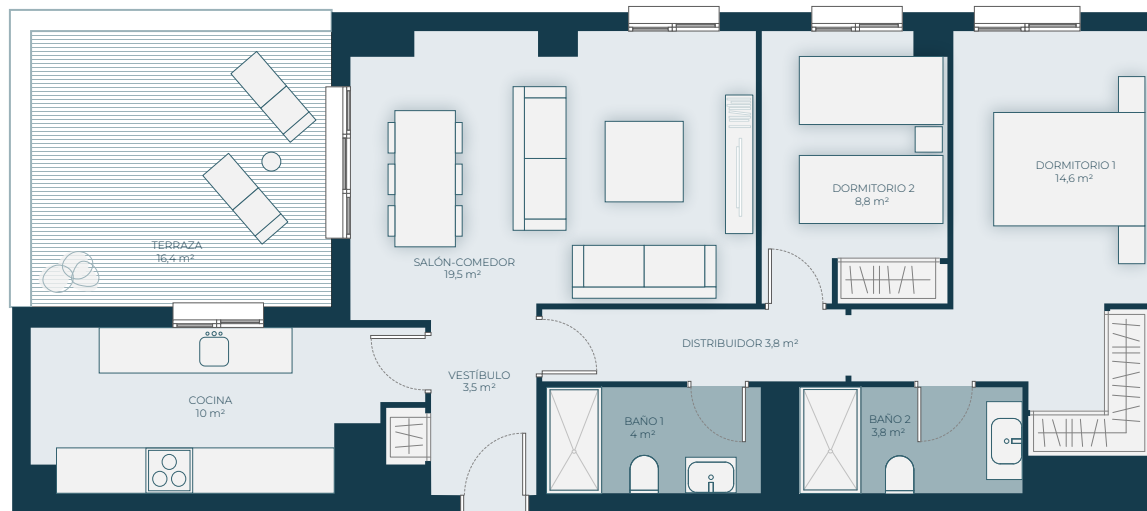 TERRAZA
16,4 m²
SALÓN-COMEDOR
19,5 m²
DORMITORIO 2
8,8 m²
DORMITORIO 1
14,6 m²
DISTRIBUIDOR 3,8 m²
VESTÍBULO
3,5 m²
COCINA
10 m²
BAÑO 1
4 m²
BAÑO 2
3,8 m²